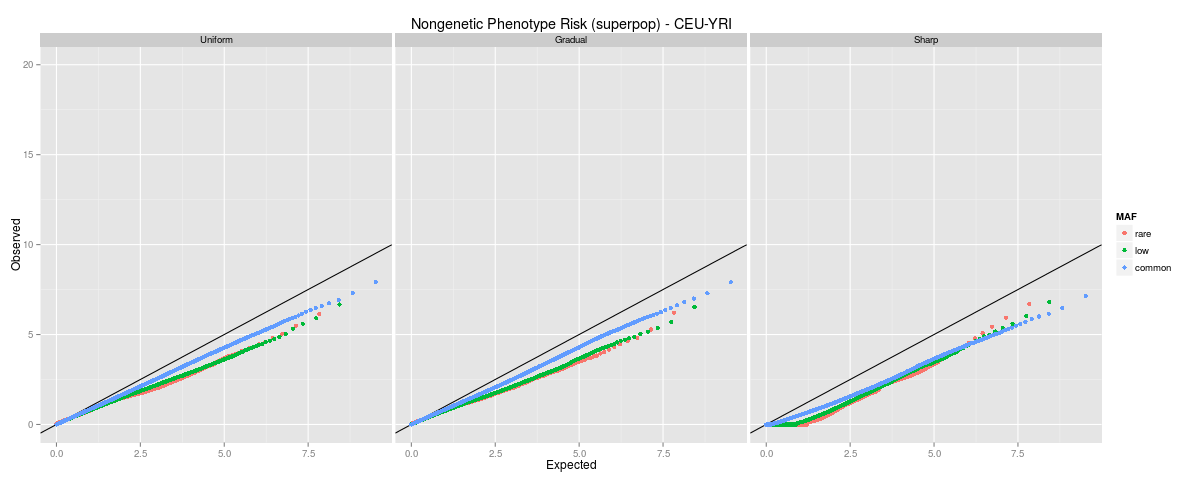 Nongenetic Phenotype Risk (superpop) - CEU-YRI
Uniform Gradual Sharp
20
15
10
5
0
Observed
0.0 2.5 5.0 7.5 0.0 2.5 5.0 7.5 0.0 2.5 5.0 7.5
Expected
MAF
rare
low
common